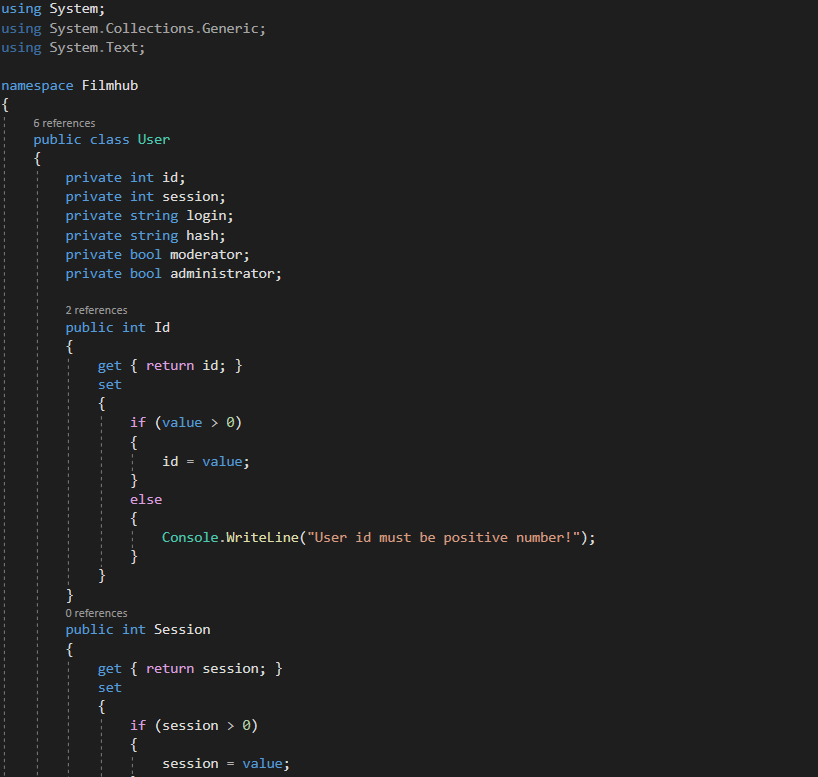 using System;
using System.Collections.Generic;
using System.Text;
namespace Filmhub
{
6 references
public class User
{
private int id;
private int session;
private string login;
private string hash;
private bool moderator;
private bool administrator;
2 references
public int Id
{
get { return id; }
set
{
if (value > 0)
{
id = value;
}
else
{
Console.WriteLine("User id must be positive number!");
}
}
}
0 references
public int Session
{
get { return session; }
set
{
if (session > 0)
{
session = value;